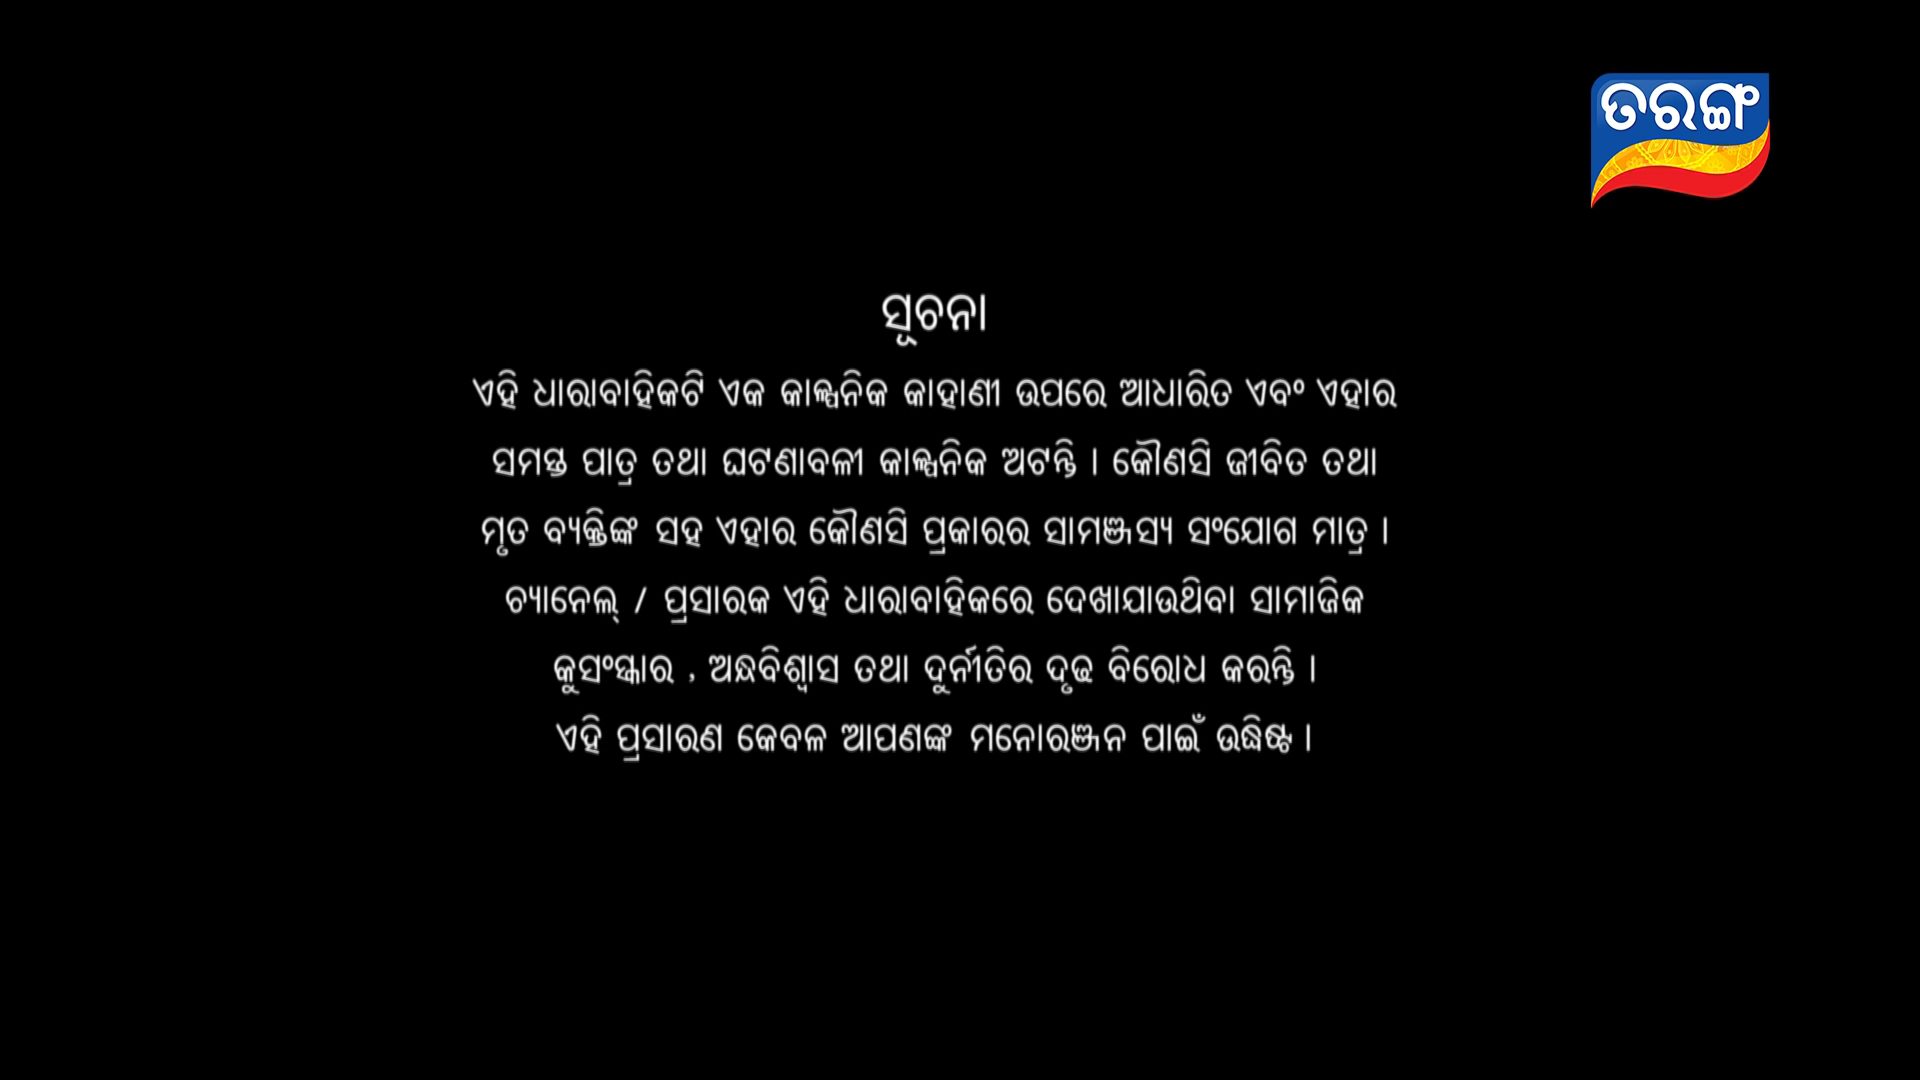 ତରଙ୍ଗ
ସୂଚନା
ଏହି ଧାରାବାହିକଟି ଏକ କାଳ୍ପନିକ କାହାଣୀ ଉପରେ ଆଧାରିତ ଏବଂ ଏହାର
ସମସ୍ତ ପାତ୍ର ତଥା ଘଟଣାବଳୀ କାଳ୍ପନିକ ଅଟନ୍ତି । କୌଣସି ଜୀବିତ ତଥା
ମୃତ ବ୍ୟକ୍ତିଙ୍କ ସହ ଏହାର କୌଣସି ପ୍ରକାରର ସାମଞ୍ଜସ୍ୟ ସଂଯୋଗ ମାତ୍ର ।
ଚ୍ୟାନେଲ୍ / ପ୍ରସାରକ ଏହି ଧାରାବାହିକରେ ଦେଖାଯାଉଥିବା ସାମାଜିକ
କୁସଂସ୍କାର , ଅନ୍ଧବିଶ୍ୱାସ ତଥା ଦୁର୍ନୀତିର ଦୃଢ ବିରୋଧ କରନ୍ତି ।
ଏହି ପ୍ରସାରଣ କେବଳ ଆପଣଙ୍କ ମନୋରଞ୍ଜନ ପାଇଁ ଉଦ୍ଧିଷ୍ଟ ।